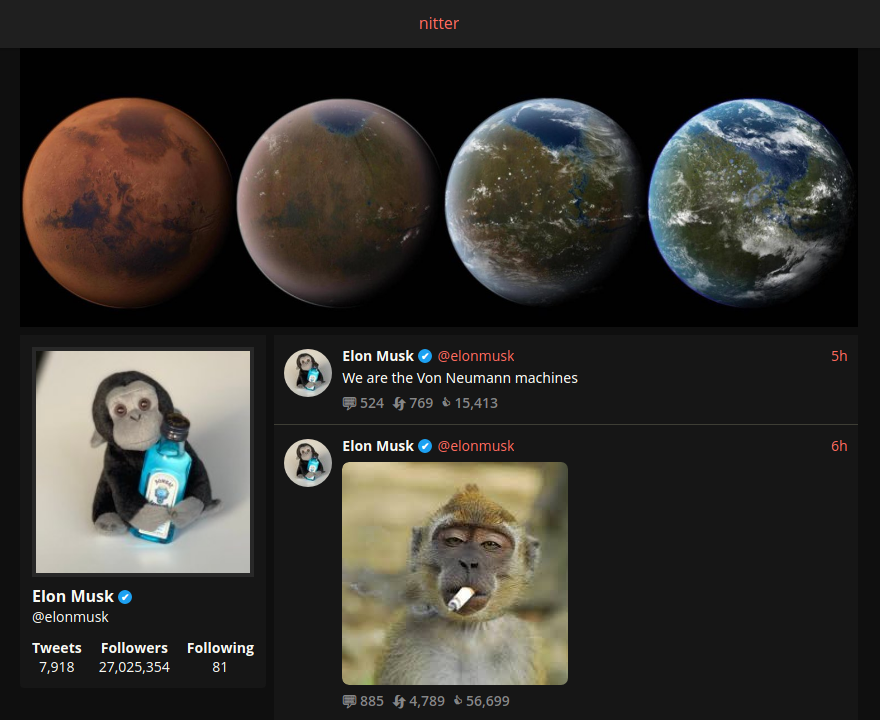 nitter
Elon Musk
@elonmusk
Tweets Followers Following
7,918 27,025,354 81
Elon Musk @elonmusk 5h
We are the Von Neumann machines
524 769 15,413
Elon Musk @elonmusk 6h
885 4,789 56,699